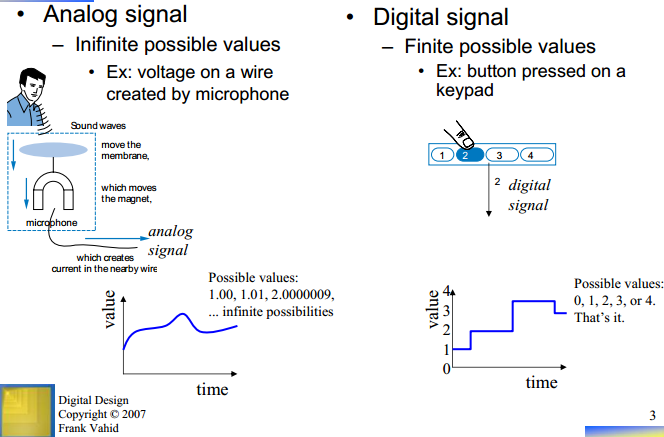 • Analog signal
– Inifinite possible values
• Ex: voltage on a wire
created by microphone
Sound waves
move the
membrane,
which moves
the magnet,
microphone
analog
signal
which creates
current in the nearby wire
Possible values:
1.00, 1.01, 2.0000009,
... infinite possibilities
value
time
• Digital signal
– Finite possible values
• Ex: button pressed on a
keypad
1 2 3 4
2 digital
signal
Possible values:
0, 1, 2, 3, or 4.
That's it.
value
4
3
2
1
0
time
Digital Design
Copyright © 2007
Frank Vahid
3